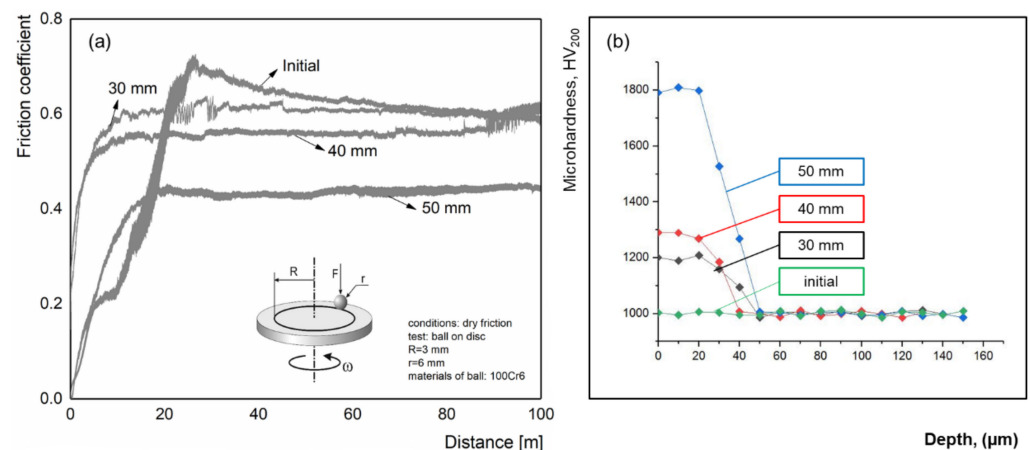 (a)
Friction coefficient
0.8
0.6
0.4
0.2
0.0
Initial
30 mm
40 mm
50 mm
R
F
r
ω
conditions: dry friction
test: ball on disc
R=3 mm
r=6 mm
materials of ball: 100Cr6
0 20 40 60 80 100
Distance [m]
(b)
Microhardness, HV200
1800
1600
1400
1200
1000
50 mm
40 mm
30 mm
initial
0 20 40 60 80 100 120 140 160
Depth, (µm)